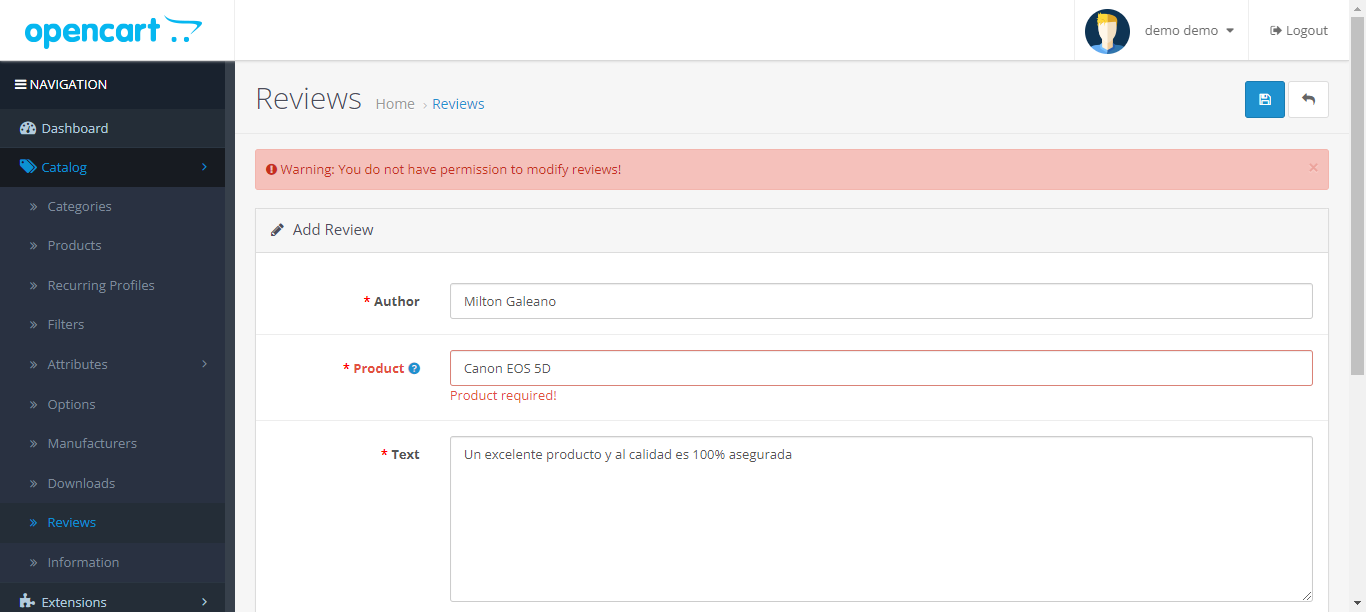 opencart
demo demo
Logout
NAVIGATION
Dashboard
Catalog
Categories
Products
Recurring Profiles
Filters
Attributes
Options
Manufacturers
Downloads
Reviews
Information
Extensions
Reviews Home › Reviews
Warning: You do not have permission to modify reviews! ×
Add Review
* Author Milton Galeano
* Product ? Canon EOS 5D
Product required!
* Text Un excelente producto y al calidad es 100% asegurada